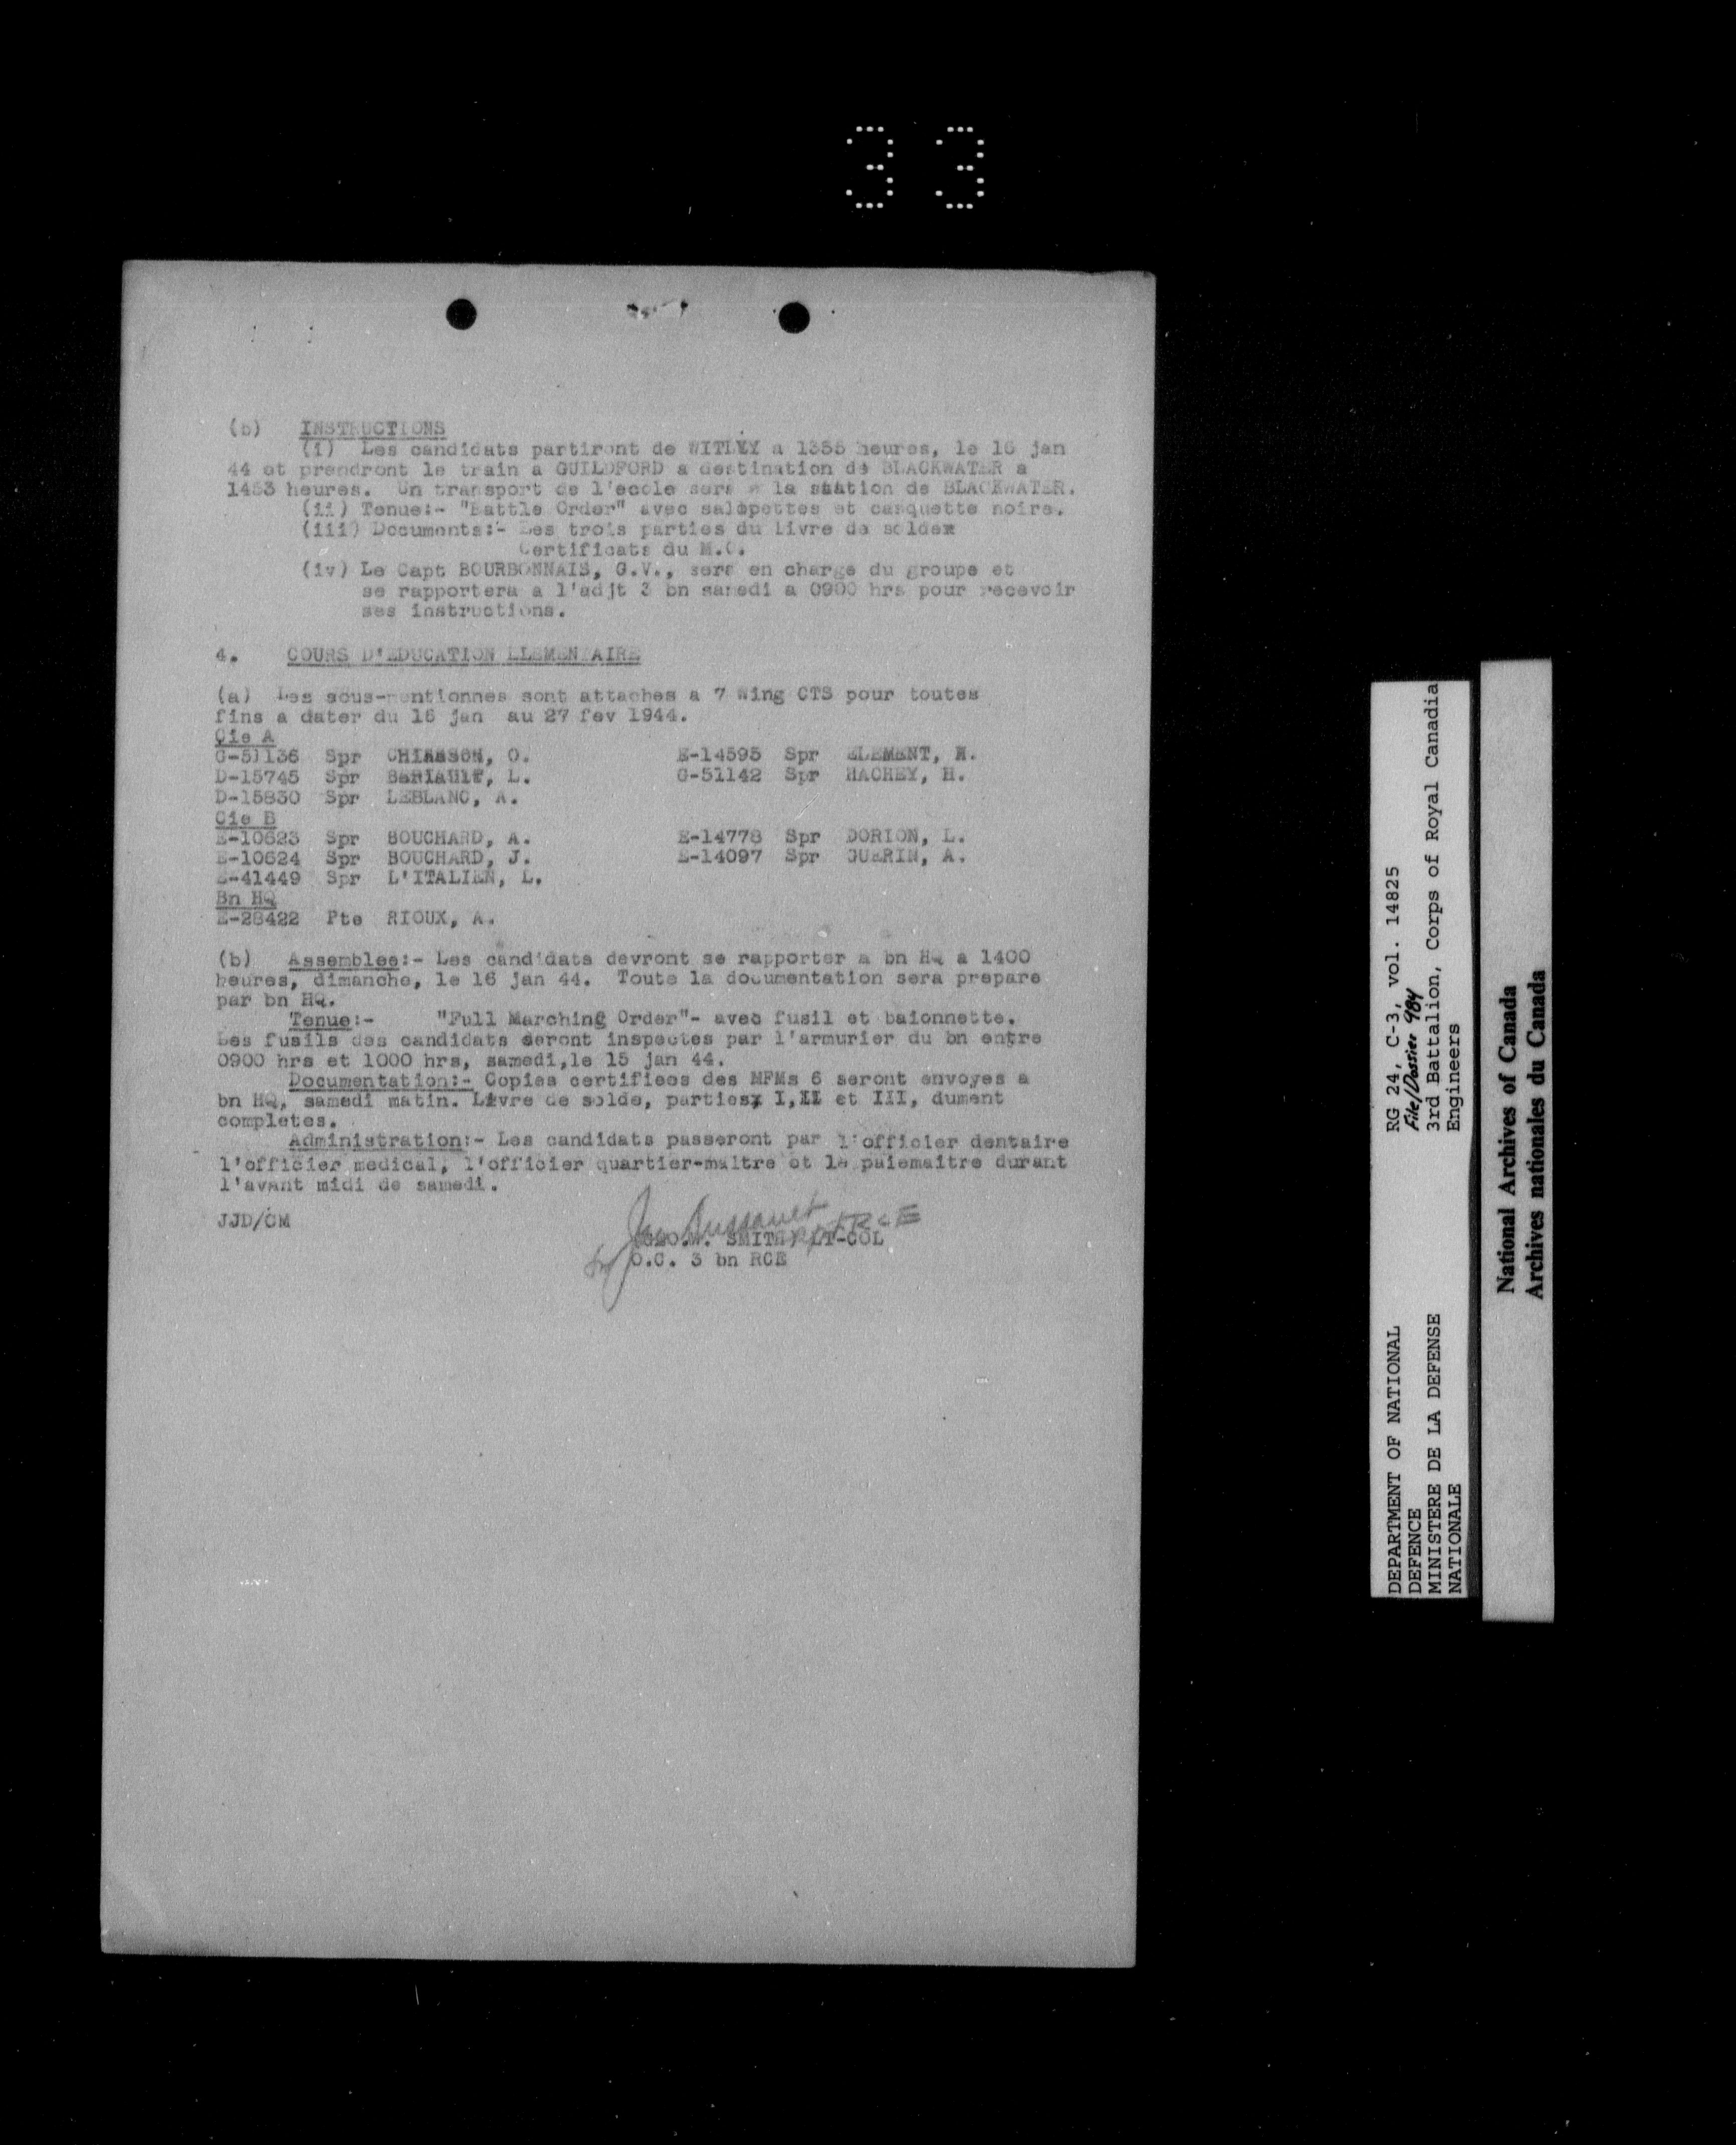 33
(b) INSTRUCTIONS
(i) Les candidats partiront de WITLEY a 1355 heures, le 16 jan
44 et prendront le train a GUILDFORD a destination de BLACKWATER a
1453 heures. Un transport de l'ecole sera a la station de BLACKWATER.
(ii) Tenue:- "Battle Order" avec salopettes et casquette noire.
(iii) Documents:- Les trois parties du Livre de solde
Certificats du M.O.
(iv) Le Capt BOURBONNAIS, G.V., sera en charge du groupe et
se rapportera a l'adjt 3 bn samedi a 0900 hrs pour recevoir
ses instructions.
4. COURS D'EDUCATION ELEMENTAIRE
(a) Les sous-mentionnes sont attaches a 7 Wing CTS pour toutes
fins a dater du 16 jan au 27 fev 1944.
Cie A
G-51136 Spr CHIASSON, O. E-14595 Spr ELEMENT,
D-15745 Spr BARIAULT, L. G-51142 Spr HACHEY, H.
D-15830 Spr LEBLANC, A.
Cie B
E-10623 Spr BOUCHARD, A. E-14778 Spr DORION, L.
E-10624 Spr BOUCHARD, J. E-14097 Spr GUERIN, A.
E-41449 Spr L'ITALIEN, L.
Bn HQ
E-28422 Pte RIOUX, A.
(b) Assemblee:- Les candidats devront se rapporter a bn HQ a 1400
heures, dimanche, le 16 jan 44. Toute la documentation sera prepare
par bn HQ.
Tenue:- "Full Marching Order"- avec fusil et baionnette.
Les fusils des candidats seront inspectes par l'armurier du bn entre
0900 hrs et 1000 hrs, samedi,le 15 jan 44.
Documentation:- Copies certifiees des MFMs 6 seront envoyes a
bn HQ, samedi matin. Livre de solde, parties I,II et III, dument
completes.
Administration:- Les candidats passeront par l'officier dentaire
l'officier medical, l'officier quartier-maitre et le paiemaitre durant
l'avant midi de samedi.
JJD/CM
Capt RCE
GEO.W. SMITH) LT-COL
for O.C. 3 bn RCE
RG 24, C-3, vol. 14825
File/Dossier 984
3rd Battalion, Corps of Royal Canadia
Engineers
DEPARTMENT OF NATIONAL
DEFENCE
MINISTERE DE LA DEFENSE
NATIONALE
National Archives of Canada
Archives nationales du Canada